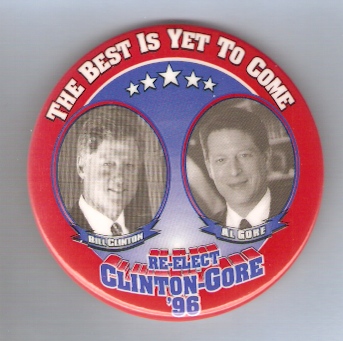 The Best Is Yet To Come
Bill Clinton
Al Gore
Re-Elect
Clinton-Gore
'96